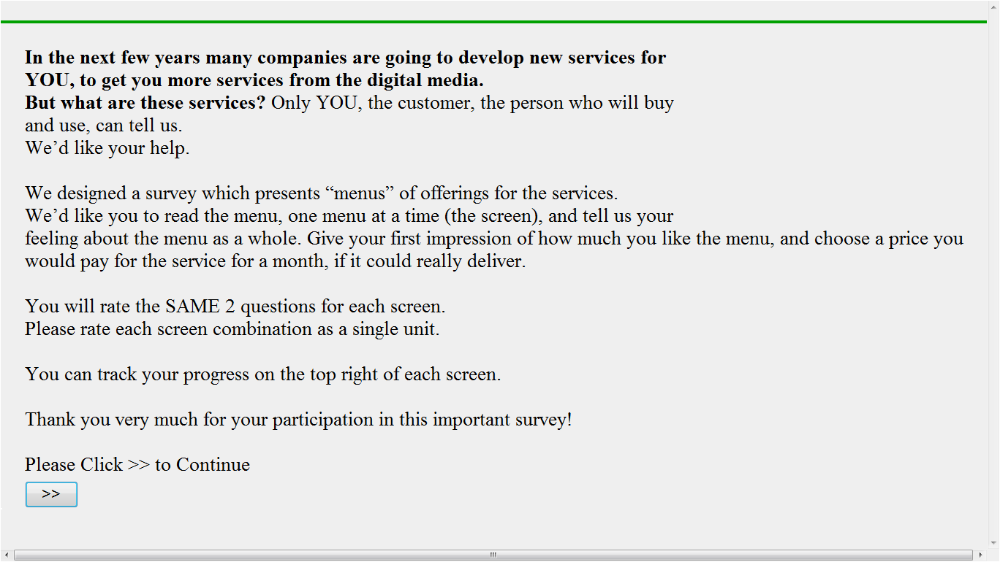 In the next few years many companies are going to develop new services for
YOU, to get you more services from the digital media.
But what are these services? Only YOU, the customer, the person who will buy
and use, can tell us.
We’d like your help.
We designed a survey which presents “menus” of offerings for the services.
We’d like you to read the menu, one menu at a time (the screen), and tell us your
feeling about the menu as a whole. Give your first impression of how much you like the menu, and choose a price you
would pay for the service for a month, if it could really deliver.
You will rate the SAME 2 questions for each screen.
Please rate each screen combination as a single unit.
You can track your progress on the top right of each screen.
Thank you very much for your participation in this important survey!
Please Click >> to Continue
>>